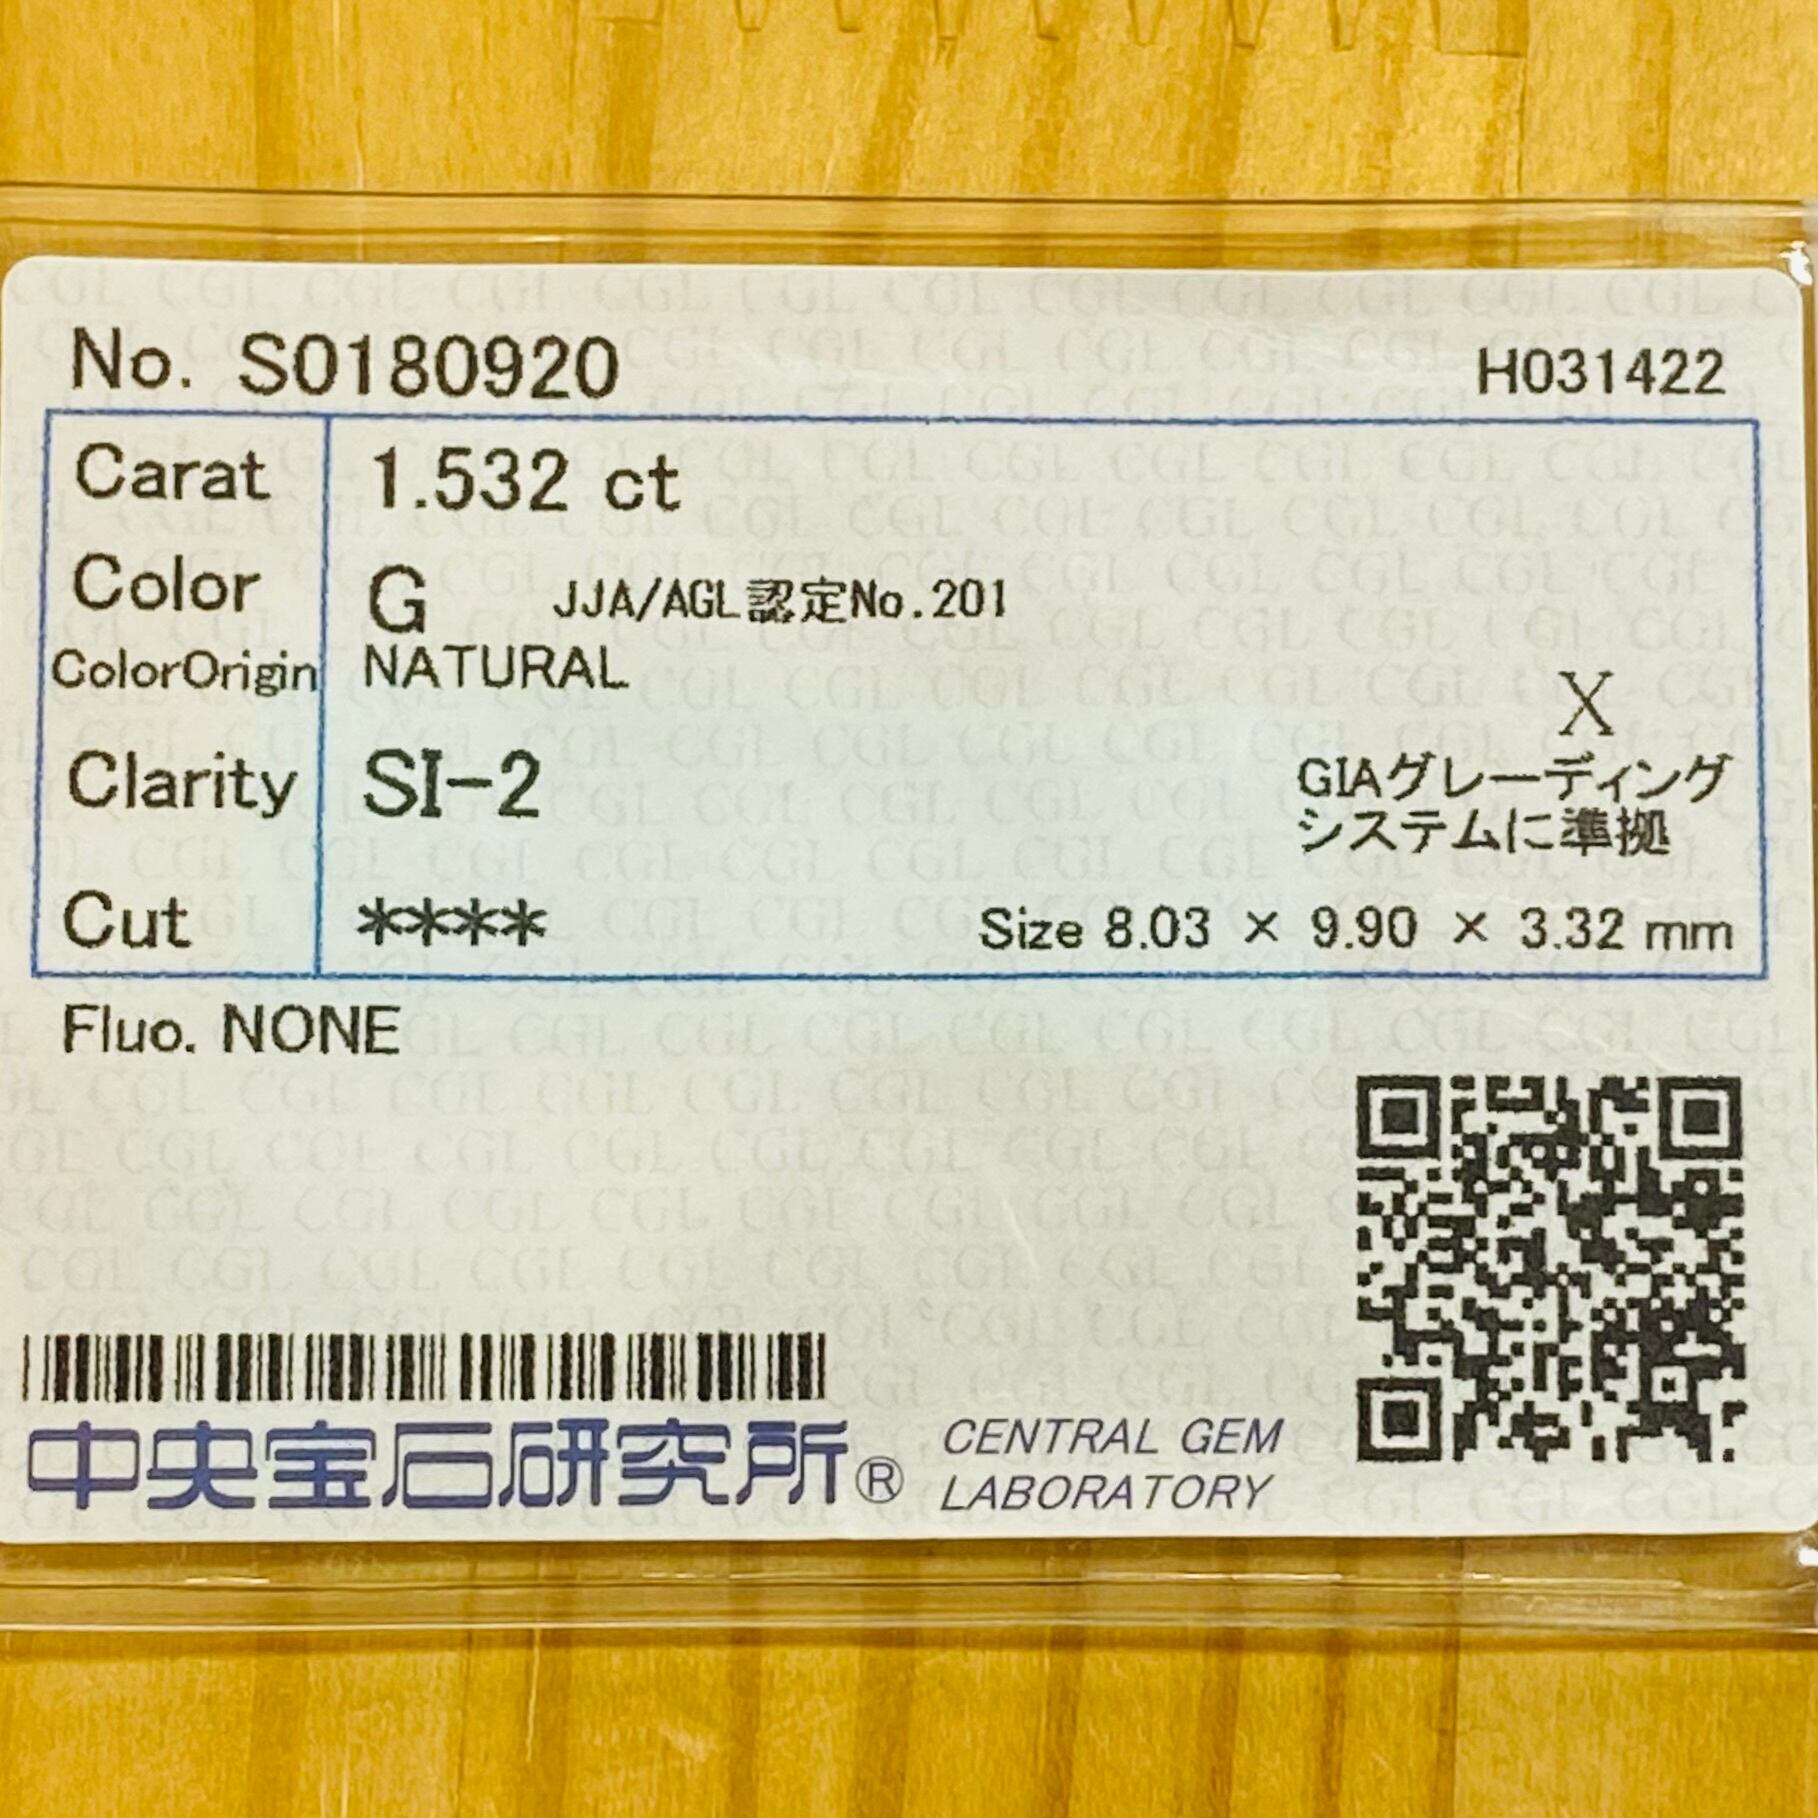 No. S0180920
H031422
Carat 1.532 ct
Color G JJA/AGL認定No.201
ColorOrigin NATURAL
X
Clarity SI-2
GIAグレーディング
システムに準拠
Cut **** Size 8.03 × 9.90 × 3.32 mm
Fluo. NONE
中央宝石研究所®
CENTRAL GEM
LABORATORY